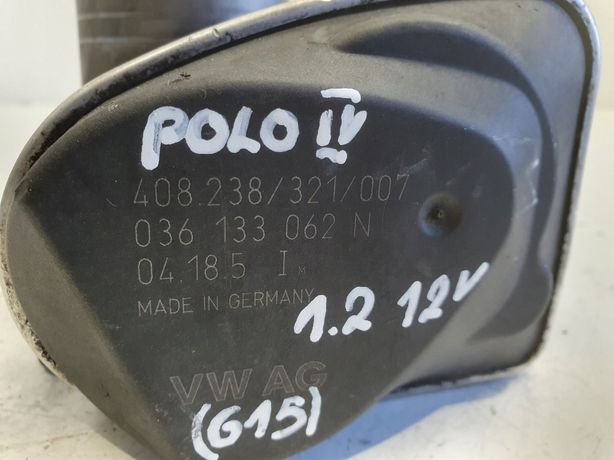 POLO IV
408.238/321/007
036 133 062 N
04.18.5 I M
MADE IN GERMANY
1.2 12V
VW AG
(G15)